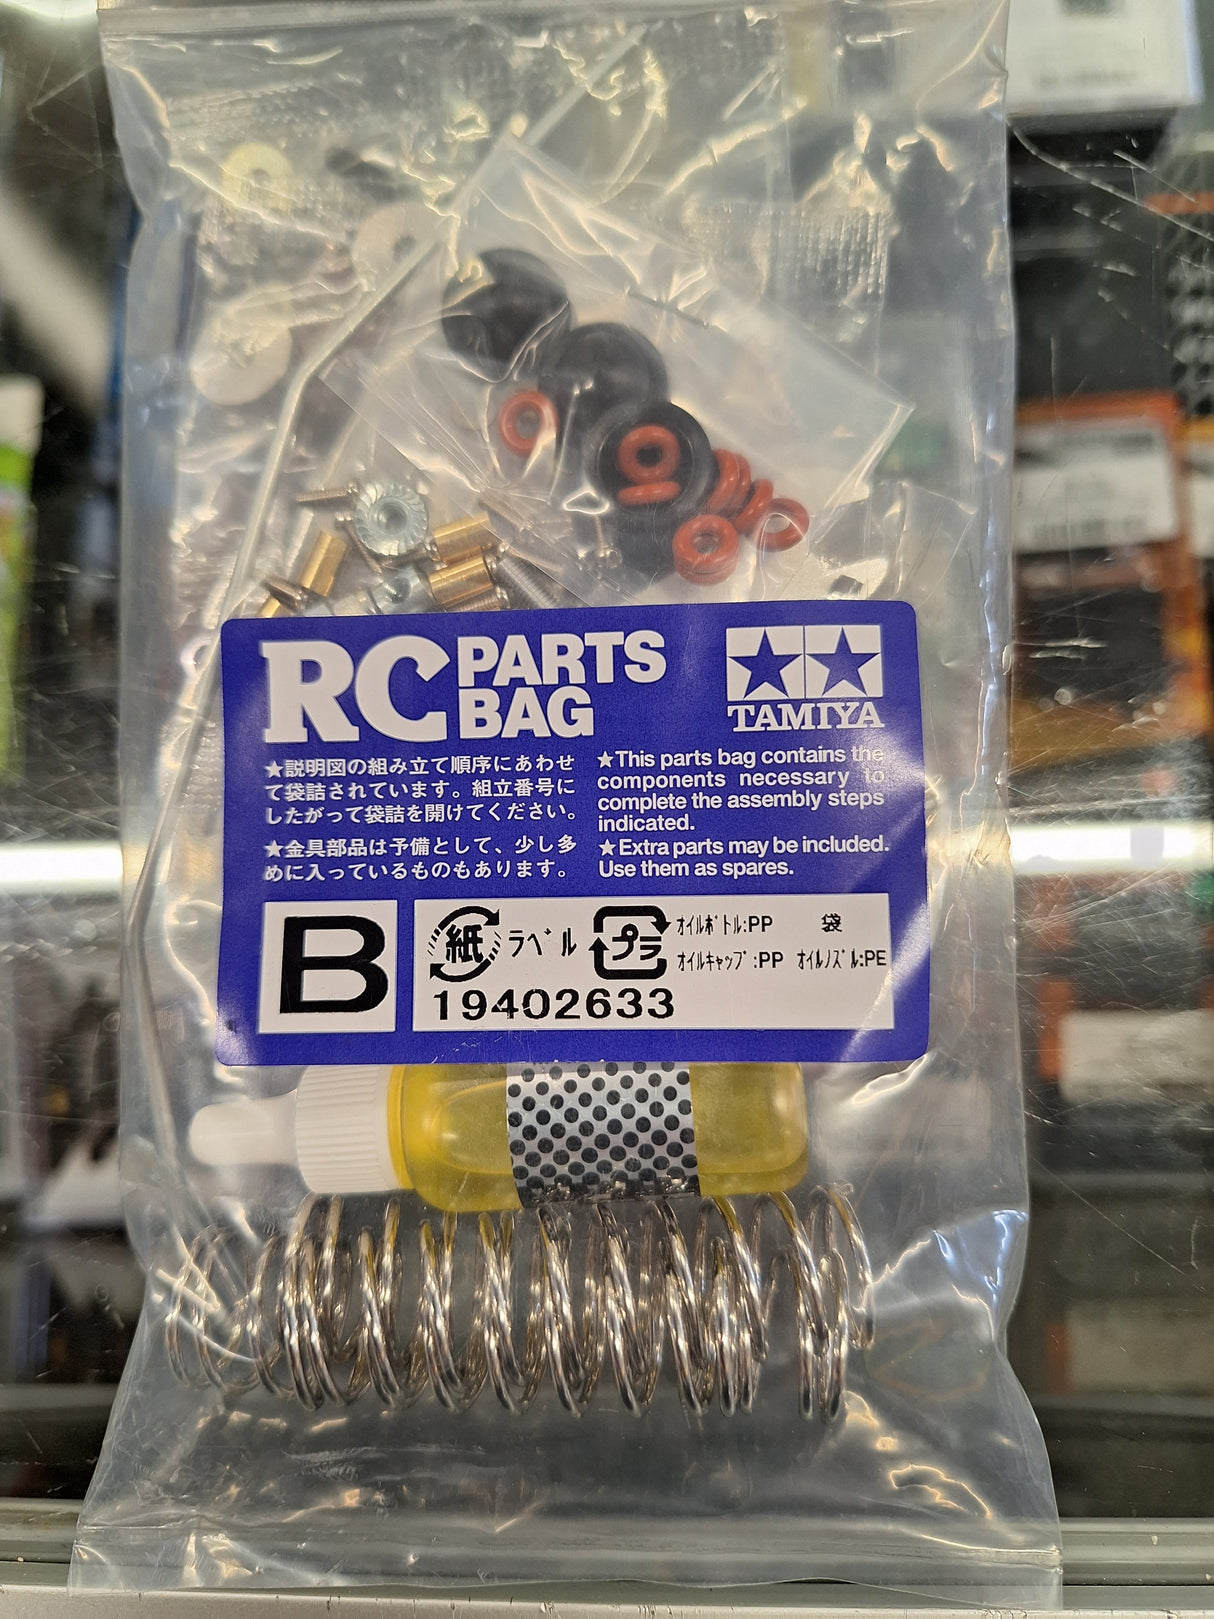 RC PARTS
BAG
TAMIYA
★説明図の組み立て順序にあわせ
て袋詰されています。組立番号に
したがって袋詰を開けてください。
★金具部品は予備として、少し多
めに入っているものもあります。
★This parts bag contains the
components necessary to
complete the assembly steps
indicated.
★Extra parts may be included.
Use them as spares.
B
紙 ラベル プラ
オイルボトル:PP 袋
オイルキャップ:PP オイルノズル:PE
19402633